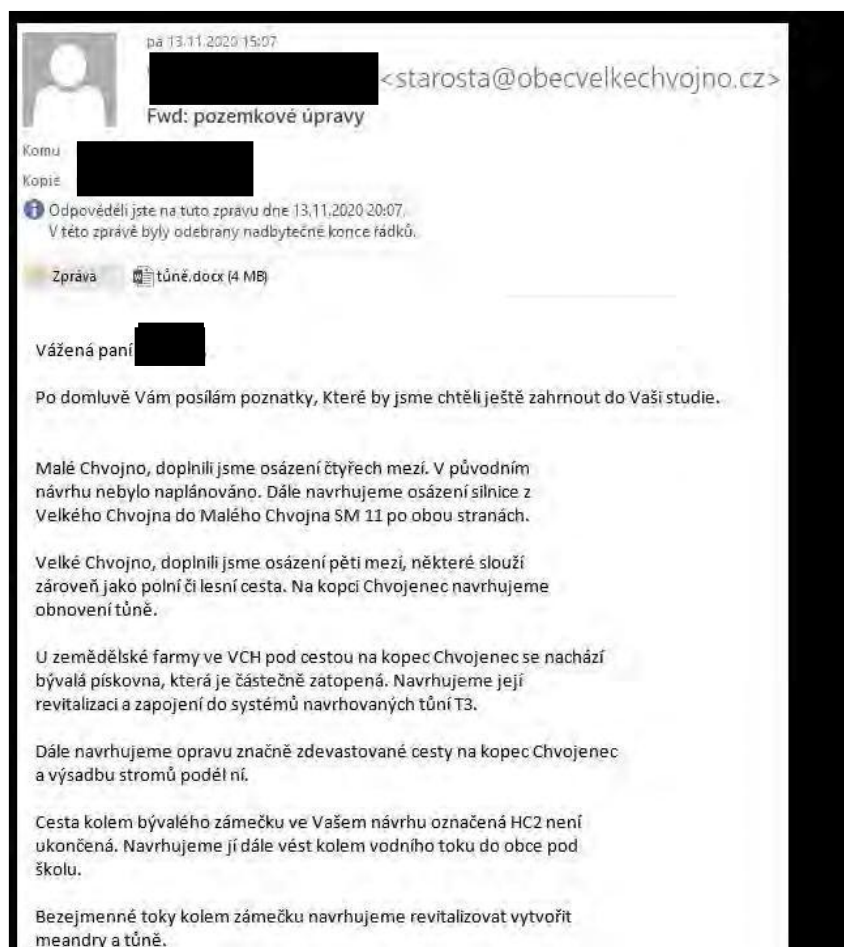 pá 13.11.2020 15:07
<starosta@obecvelkechvojno.cz>
Fwd: pozemkové úpravy
Komu
Kopie
Odpověděli jste na tuto zprávu dne 13.11.2020 20:07.
V této zprávě byly odebrány nadbytečné konce řádků.
Zpráva tůně.docx (4 MB)
Vážená paní
Po domluvě Vám posílám poznatky, Které by jsme chtěli ještě zahrnout do Vaši studie.
Malé Chvojno, doplnili jsme osázení čtyřech mezí. V původním
návrhu nebylo naplánováno. Dále navrhujeme osázení silnice z
Velkého Chvojna do Malého Chvojna SM 11 po obou stranách.
Velké Chvojno, doplnili jsme osázení pěti mezí, některé slouží
zároveň jako polní či lesní cesta. Na kopci Chvojenec navrhujeme
obnovení tůně.
U zemědělské farmy ve VCH pod cestou na kopec Chvojenec se nachází
bývalá pískovna, která je částečně zatopená. Navrhujeme její
revitalizaci a zapojení do systémů navrhovaných tůní T3.
Dále navrhujeme opravu značně zdevastované cesty na kopec Chvojenec
a výsadbu stromů podél ní.
Cesta kolem bývalého zámečku ve Vašem návrhu označená HC2 není
ukončená. Navrhujeme jí dále vést kolem vodního toku do obce pod
školu.
Bezejmenné toky kolem zámečku navrhujeme revitalizovat vytvořit
meandry a tůně.